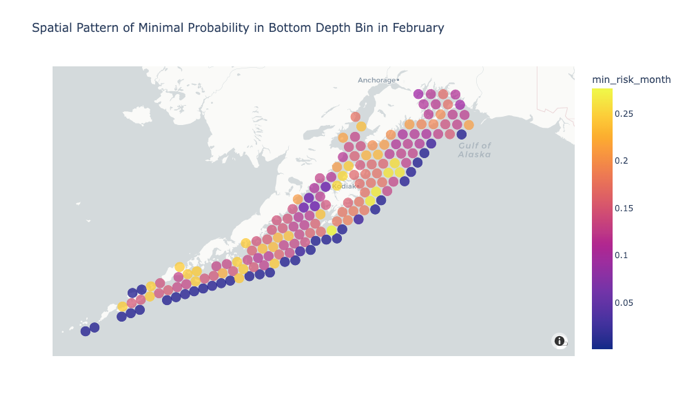 Spatial Pattern of Minimal Probability in Bottom Depth Bin in February
min_risk_month
Anchorage
0.25
Gulf of
Alaska
0.2
Kodiak
0.15
0.1
0.05
i